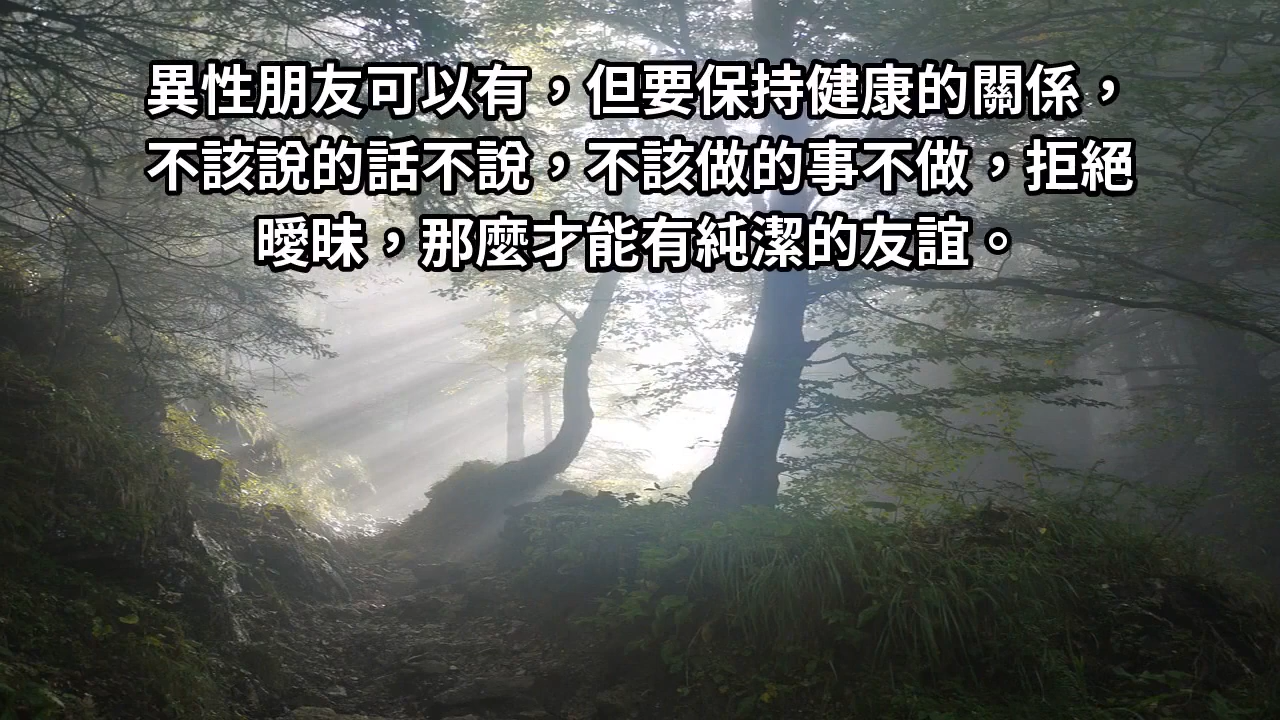 異性朋友可以有，但要保持健康的關係，
不該說的話不說，不該做的事不做，拒絕
曖昧，那麼才能有純潔的友誼。